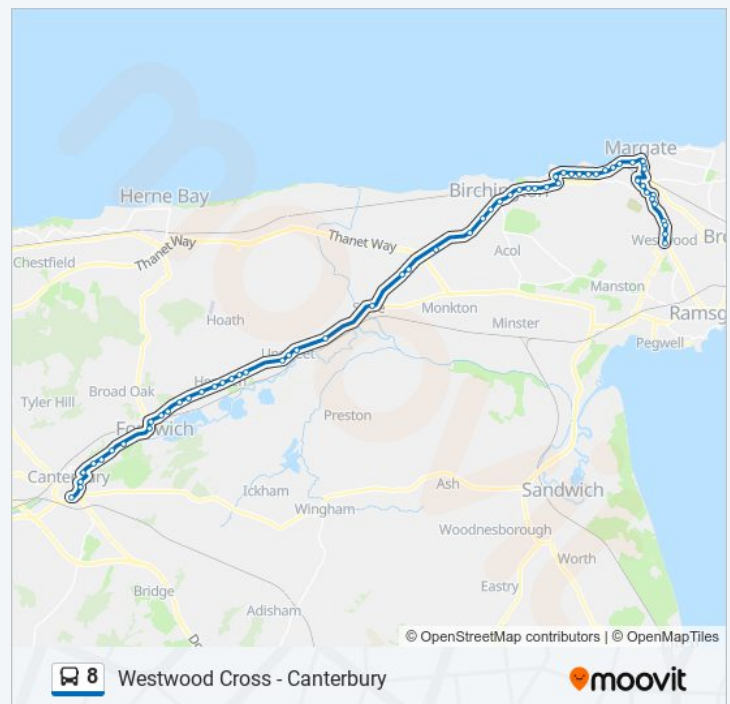 Margate
Birchington
Herne Bay
Westwood
Thanet Way
Thanet Way
Chestfield
Acol
Manston
Monkton
Ramsg
Hoath
Minster
Pegwell
Broad Oak
Tyler Hill
Preston
Canterbury
Ickham
Ash
Sandwich
Wingham
Woodnesborough
Worth
Eastry
Bridge
Adisham
© OpenStreetMap contributors | © OpenMapTiles
8 Westwood Cross - Canterbury
moovit